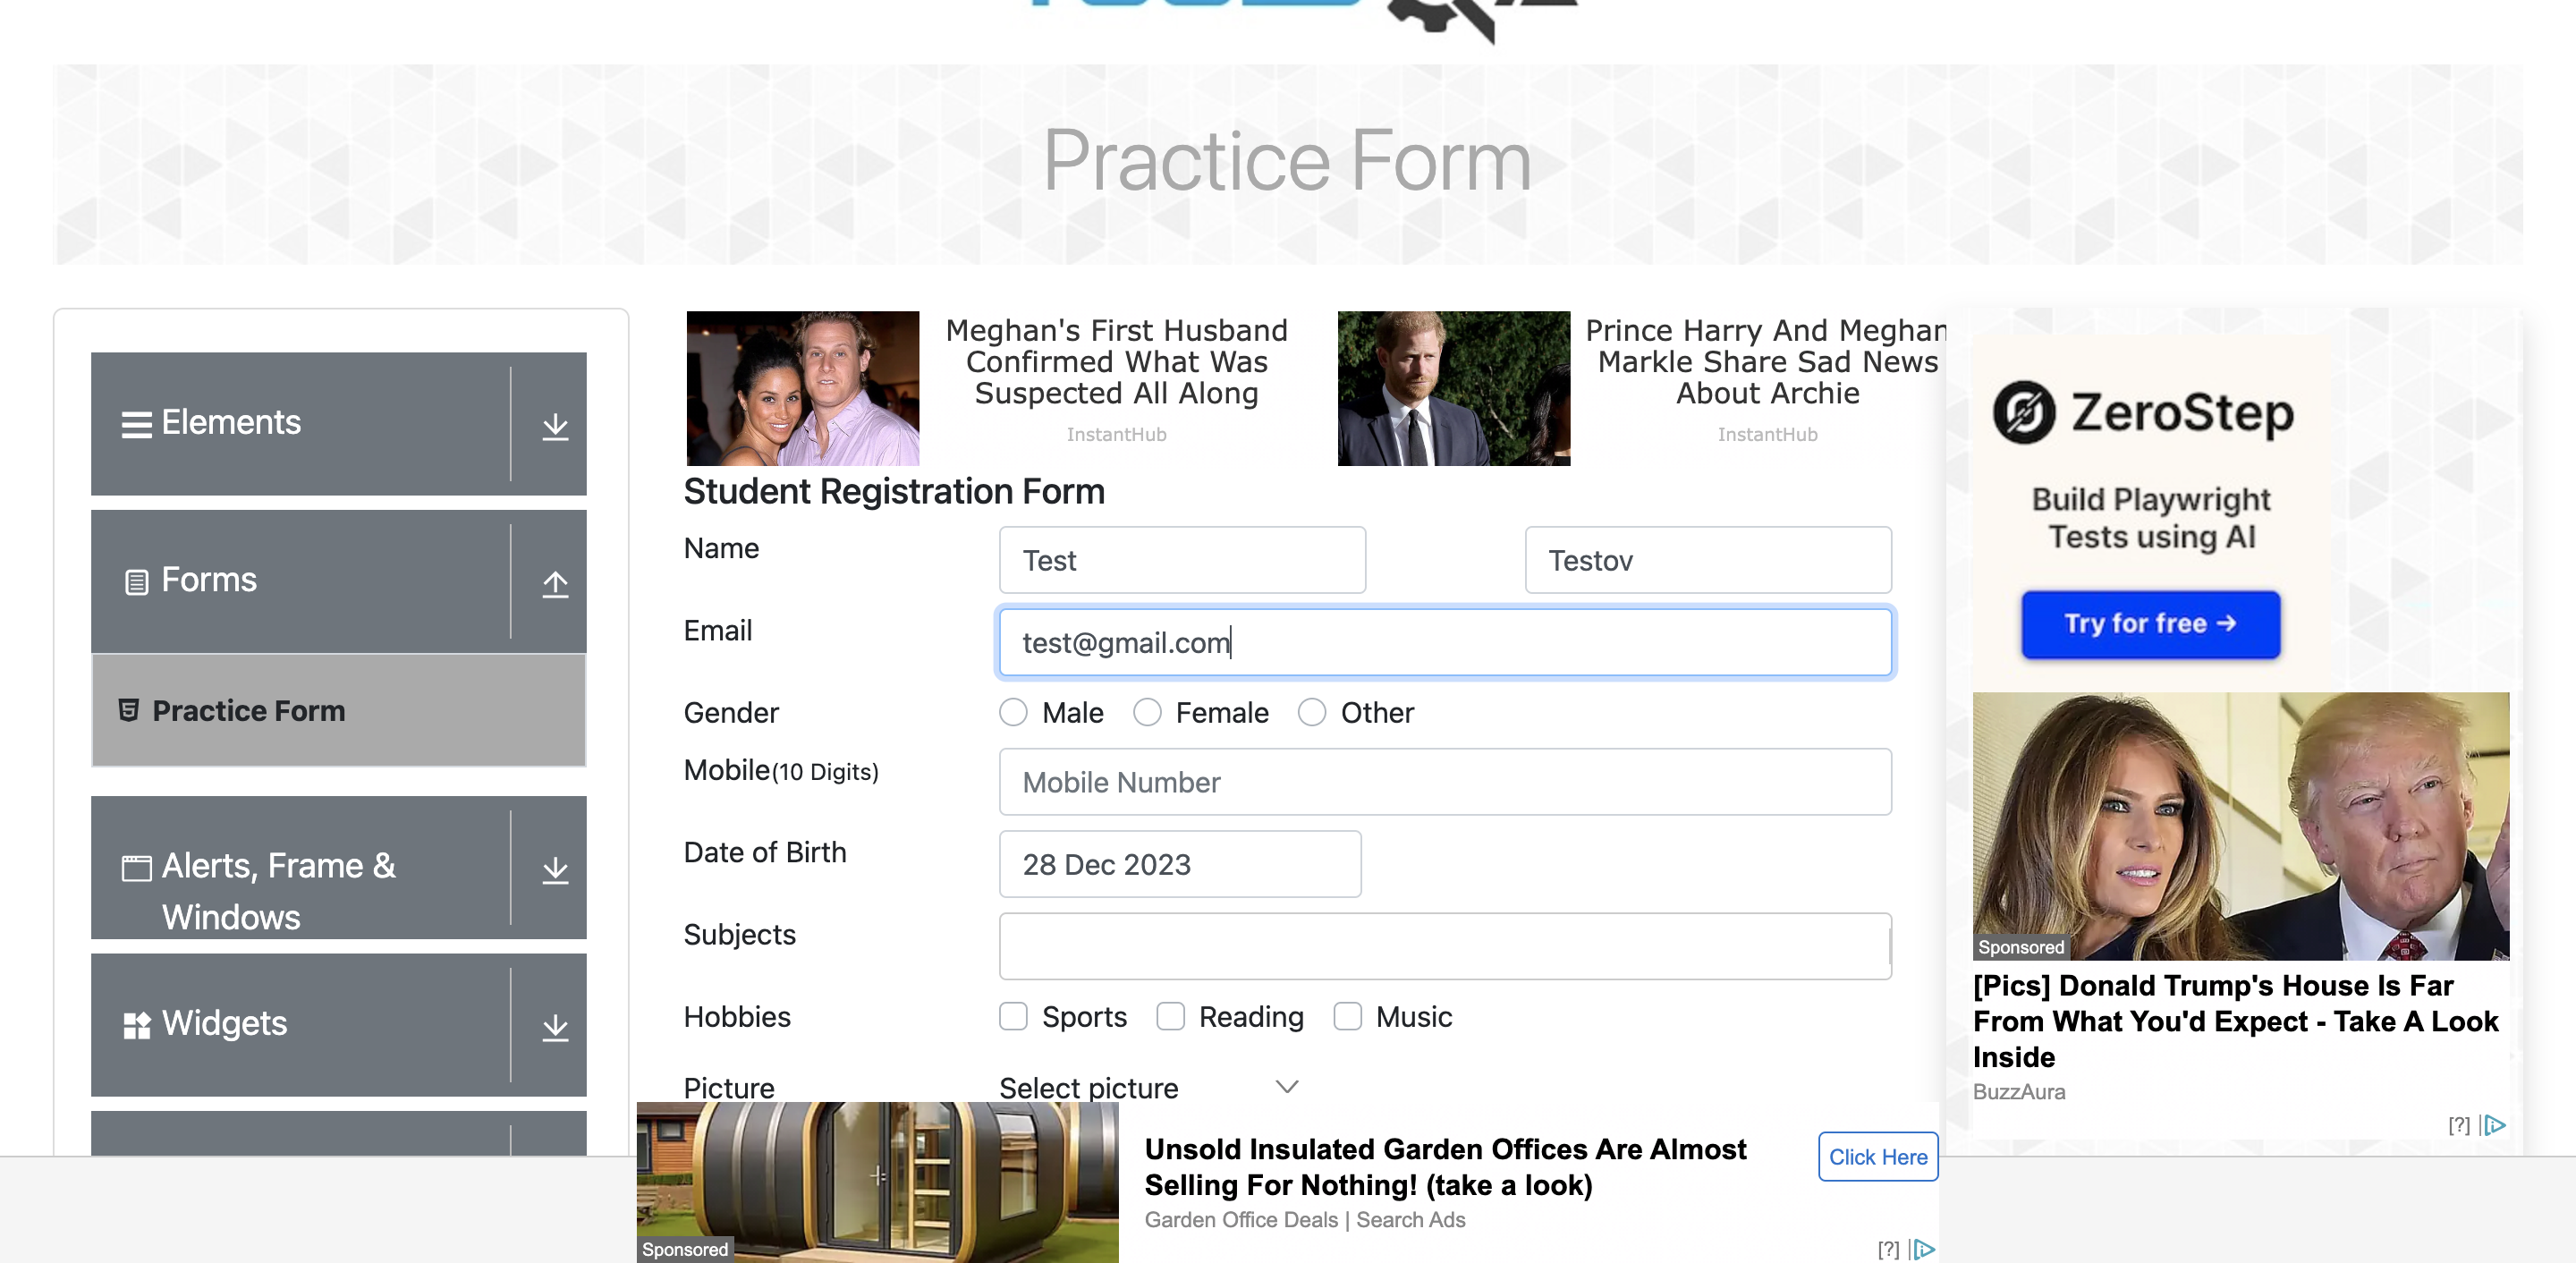 Practice Form
Elements
Forms
Practice Form
Alerts, Frame &
Windows
Widgets
Meghan's First Husband
Confirmed What Was
Suspected All Along
InstantHub
Prince Harry And Meghan
Markle Share Sad News
About Archie
InstantHub
Student Registration Form
Name
Test
Testov
Email
test@gmail.com
Gender
Male
Female
Other
Mobile(10 Digits)
Mobile Number
Date of Birth
28 Dec 2023
Subjects
Hobbies
Sports
Reading
Music
Picture
Select picture
Sponsored
Unsold Insulated Garden Offices Are Almost
Selling For Nothing! (take a look)
Garden Office Deals | Search Ads
Click Here
[?]
ZeroStep
Build Playwright
Tests using AI
Try for free →
Sponsored
[Pics] Donald Trump's House Is Far
From What You'd Expect - Take A Look
Inside
BuzzAura
[?]